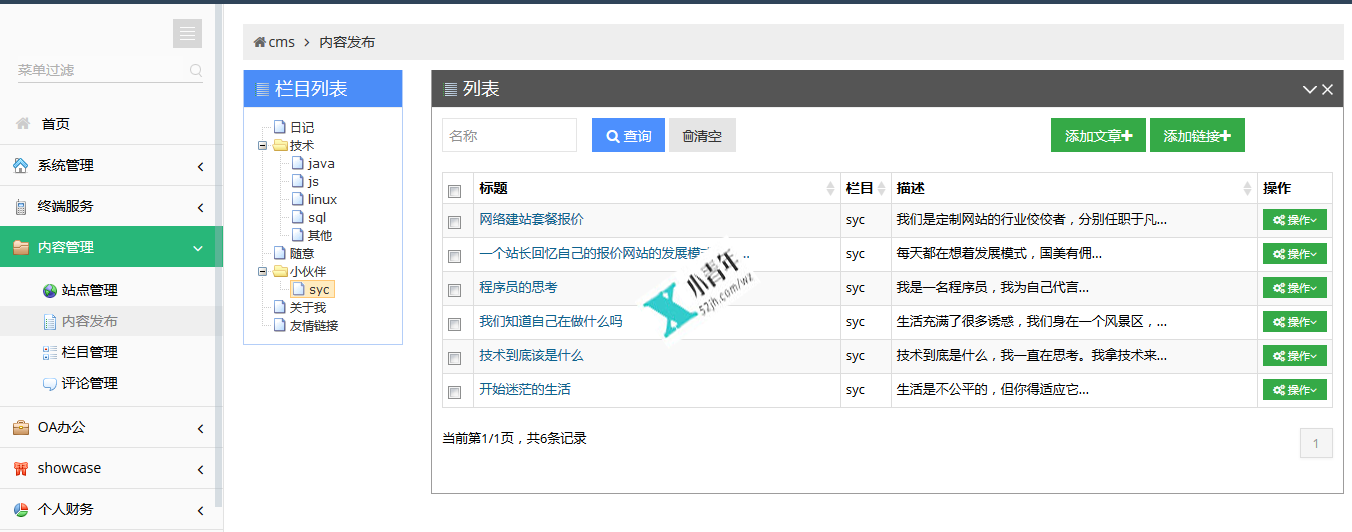 cms > 内容发布
菜单过滤
首页
系统管理
终端服务
内容管理
站点管理
内容发布
栏目管理
评论管理
OA办公
showcase
个人财务
栏目列表
日记
技术
java
js
linux
sql
其他
随意
小伙伴
syc
关于我
友情链接
列表
名称 查询 清空 添加文章 添加链接
标题 栏目 描述 操作
网络建站套餐报价 syc 我们是定制网站的行业佼佼者，分别任职于凡... 操作
一个站长回忆自己的报价网站的发展模 .. syc 每天都在想着发展模式，国美有佣... 操作
程序员的思考 syc 我是一名程序员，我为自己代言... 操作
我们知道自己在做什么吗 syc 生活充满了很多诱惑，我们身在一个风景区，... 操作
技术到底该是什么 syc 技术到底是什么，我一直在思考。我拿技术来... 操作
开始迷茫的生活 syc 生活是不公平的，但你得适应它... 操作
小青年
52jh.com/wz
当前第1/1页，共6条记录
1